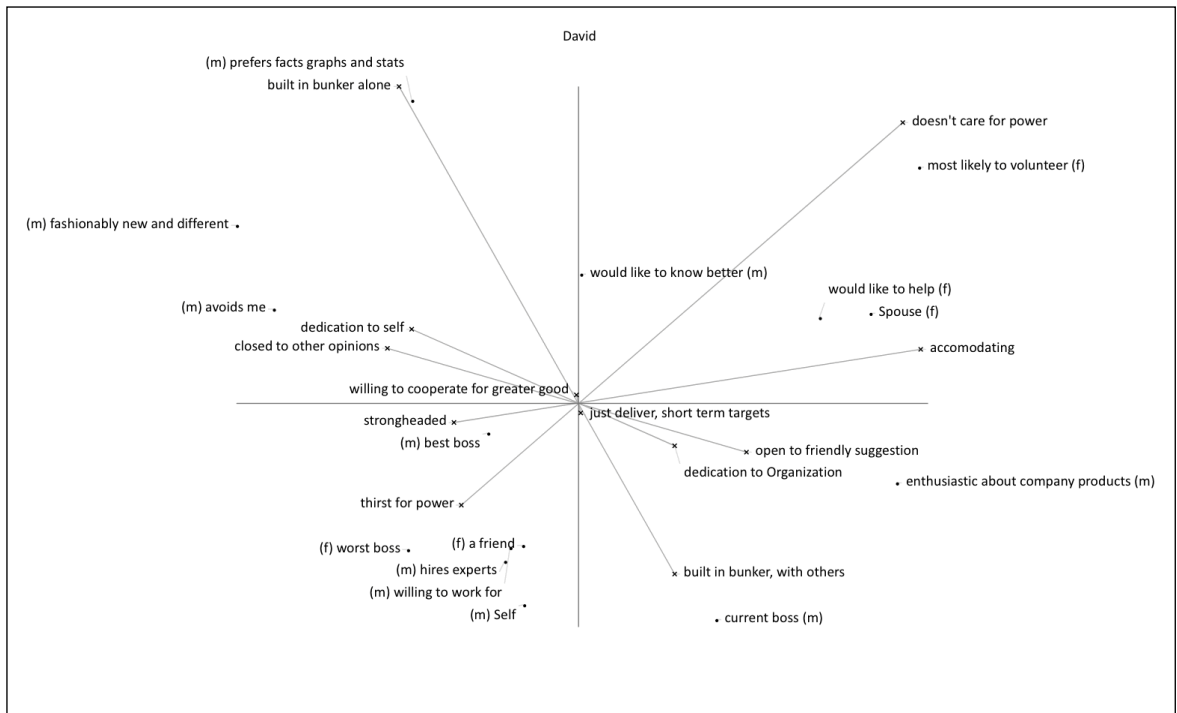 David
(m) prefers facts graphs and stats
built in bunker alone
doesn't care for power
most likely to volunteer (f)
(m) fashionably new and different
would like to know better (m)
would like to help (f)
(m) avoids me
Spouse (f)
dedication to self
closed to other opinions
accomodating
willing to cooperate for greater good
just deliver, short term targets
strongheaded
(m) best boss
open to friendly suggestion
dedication to Organization
enthusiastic about company products (m)
thirst for power
(f) worst boss
(f) a friend
(m) hires experts
built in bunker, with others
(m) willing to work for
(m) Self
current boss (m)